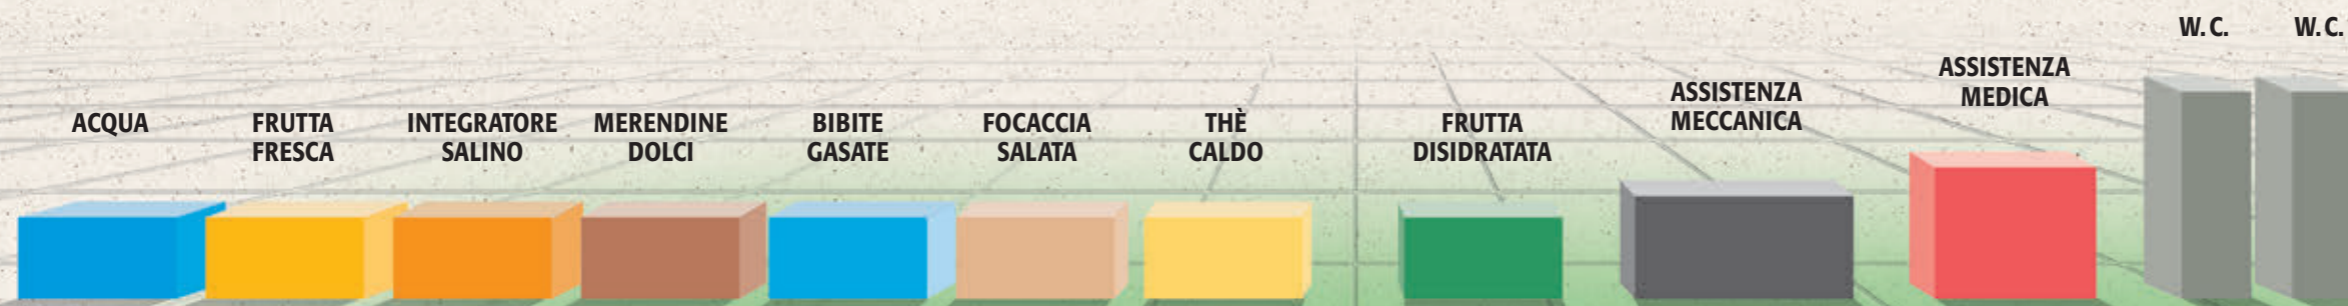 ACQUA
FRUTTA
FRESCA
INTEGRATORE
SALINO
MERENDINE
DOLCI
BIBITE
GASATE
FOCACCIA
SALATA
THÈ
CALDO
FRUTTA
DISIDRATATA
ASSISTENZA
MECCANICA
ASSISTENZA
MEDICA
W.C.
W.C.